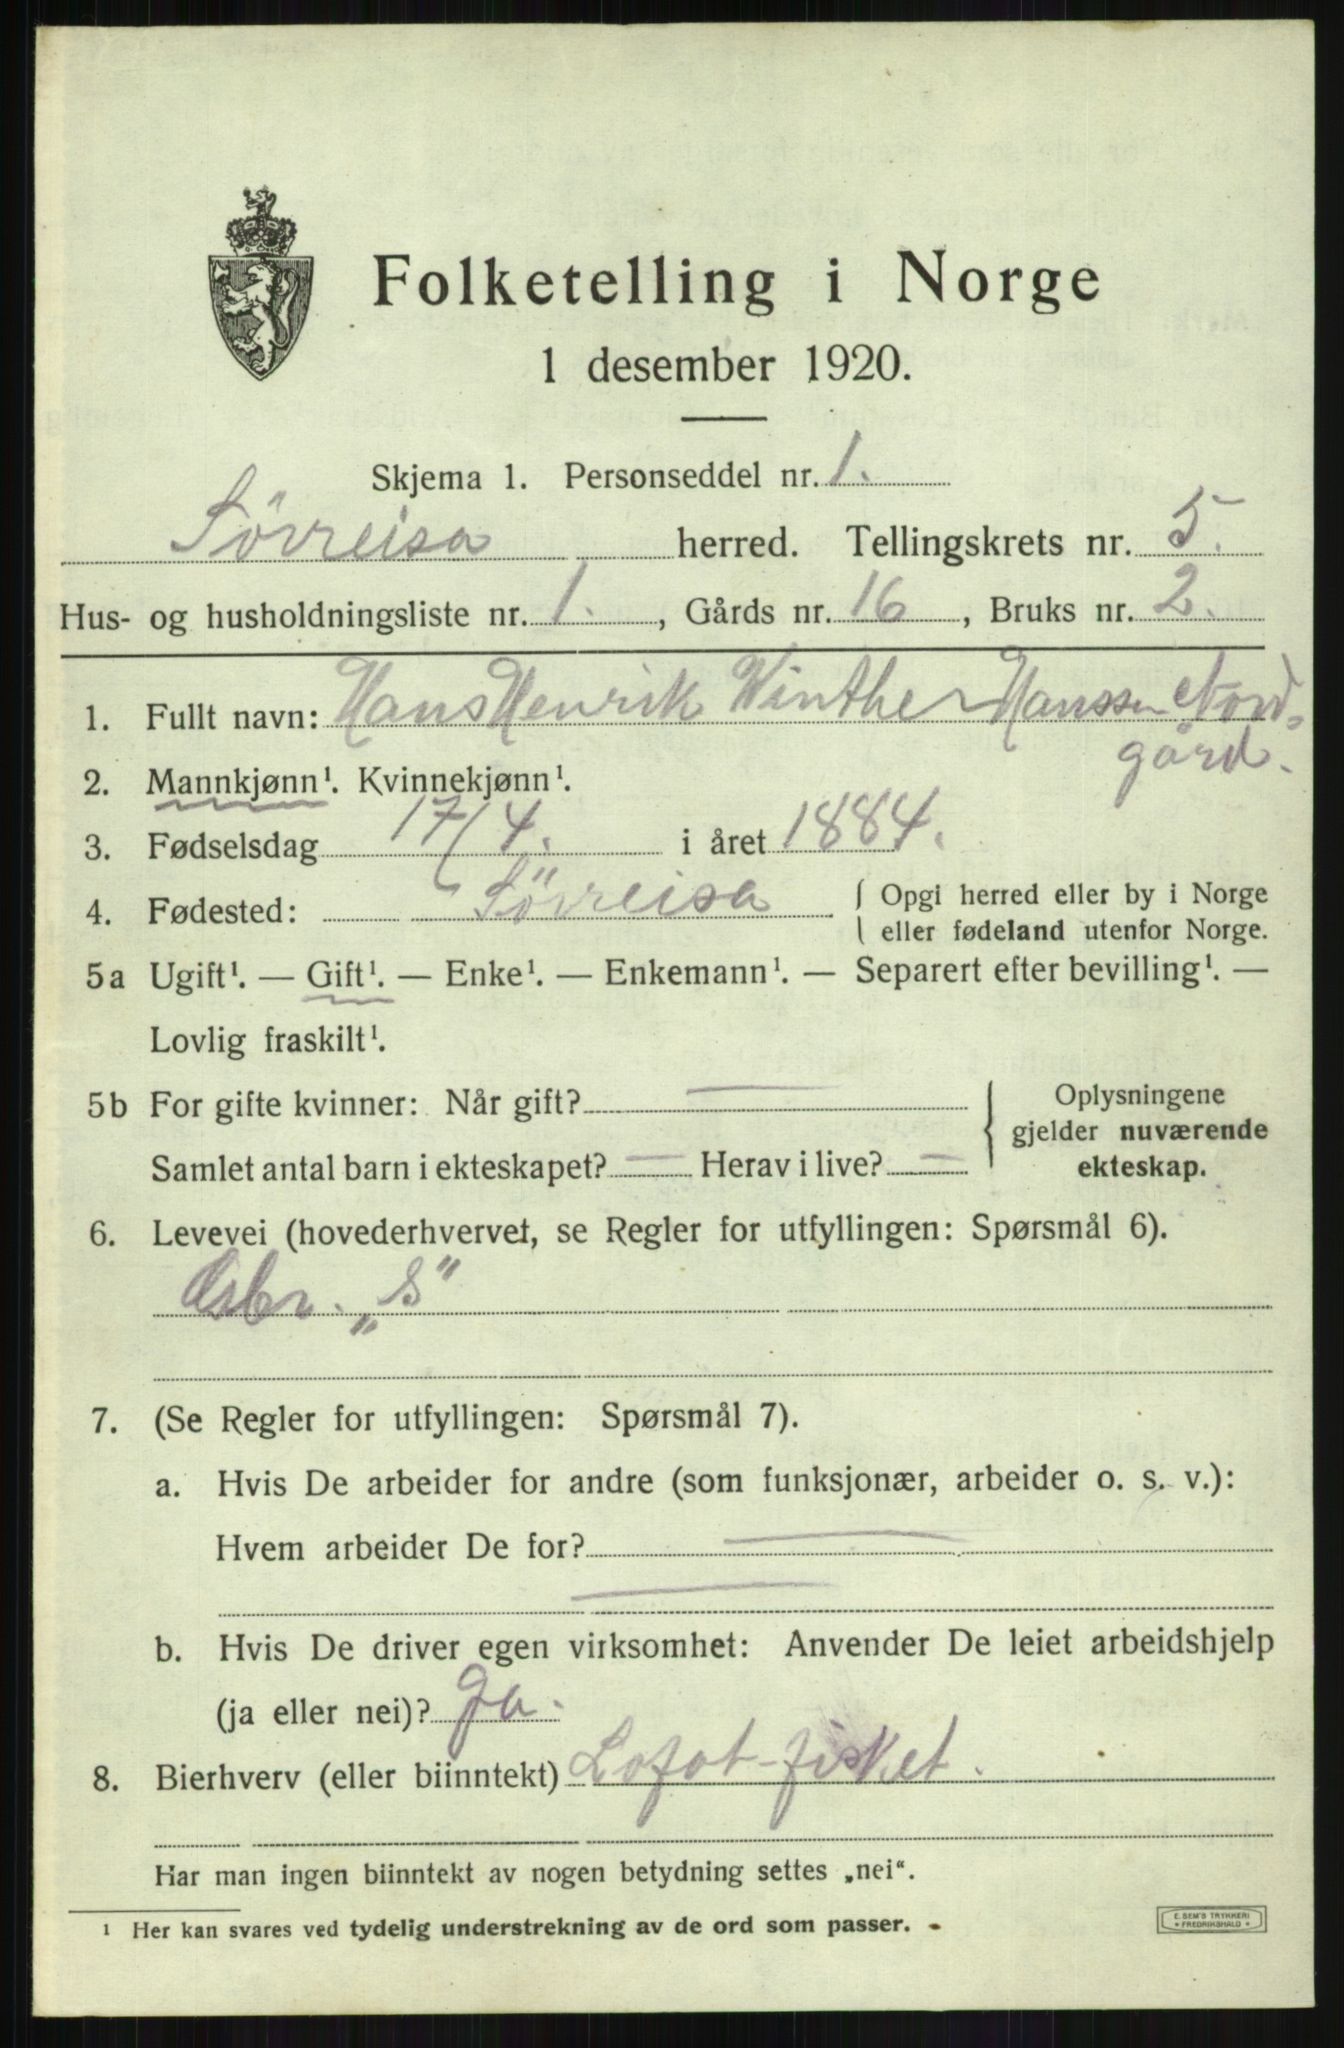 Folketelling i Norge
1 desember 1920.
Skjema 1. Personseddel nr. 1.
Sørreisa herred. Tellingskrets nr. 5.
Hus- og husholdningsliste nr. 1. , Gårds nr. 16 , Bruks nr. 2.
1. Fullt navn: Hans Henrik Winther Hanssen Nord-
gård.
2. Mannkjønn¹. Kvinnekjønn¹.
3. Fødselsdag 17/4. i året 1884.
4. Fødested: Sörreisa { Opgi herred eller by i Norge
eller fødeland utenfor Norge.
5a Ugift¹. — Gift¹. — Enke¹. — Enkemann¹. — Separert efter bevilling¹. —
Lovlig fraskilt¹.
5b For gifte kvinner: Når gift? — Oplysningene
gjelder nuværende
Samlet antal barn i ekteskapet? — Herav i live? — ekteskap.
6. Levevei (hovederhvervet, se Regler for utfyllingen: Spørsmål 6).
„S“
7. (Se Regler for utfyllingen: Spørsmål 7).
a. Hvis De arbeider for andre (som funksjonær, arbeider o. s. v.):
Hvem arbeider De for? —
—
b. Hvis De driver egen virksomhet: Anvender De leiet arbeidshjelp
(ja eller nei)? Ja.
8. Bierhverv (eller biinntekt) Lofot-fisket.
Har man ingen biinntekt av nogen betydning settes „nei“.
¹ Her kan svares ved tydelig understrekning av de ord som passer.
E. SEM'S TRYKKERI
• FREDRIKSHALD •